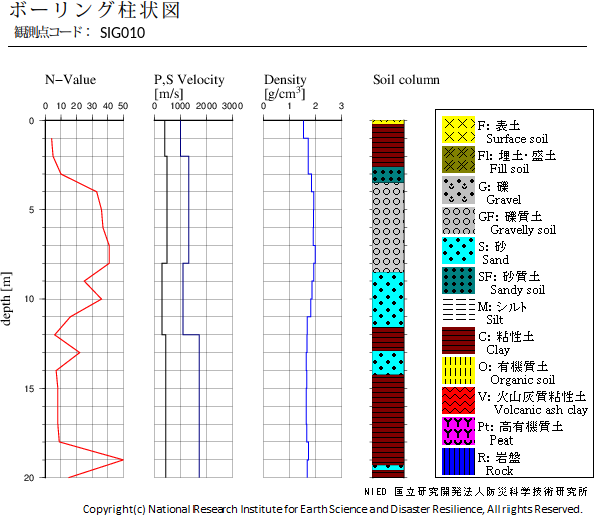 ボーリング柱状図
観測点コード： SIG010
N-Value
P,S Velocity
[m/s]
Density
[g/cm³]
Soil column
0 10 20 30 40 50
0 1000 2000 3000
0 1 2 3
0
5
10
15
20
depth [m]
F: 表土
Surface soil
Fl: 埋土・盛土
Fill soil
G: 礫
Gravel
GF: 礫質土
Gravelly soil
S: 砂
Sand
SF: 砂質土
Sandy soil
M: シルト
Silt
C: 粘性土
Clay
O: 有機質土
Organic soil
V: 火山灰質粘性土
Volcanic ash clay
Pt: 高有機質土
Peat
R: 岩盤
Rock
NIED 国立研究開発法人防災科学技術研究所
Copyright(c) National Research Institute for Earth Science and Disaster Resilience, All rights Reserved.